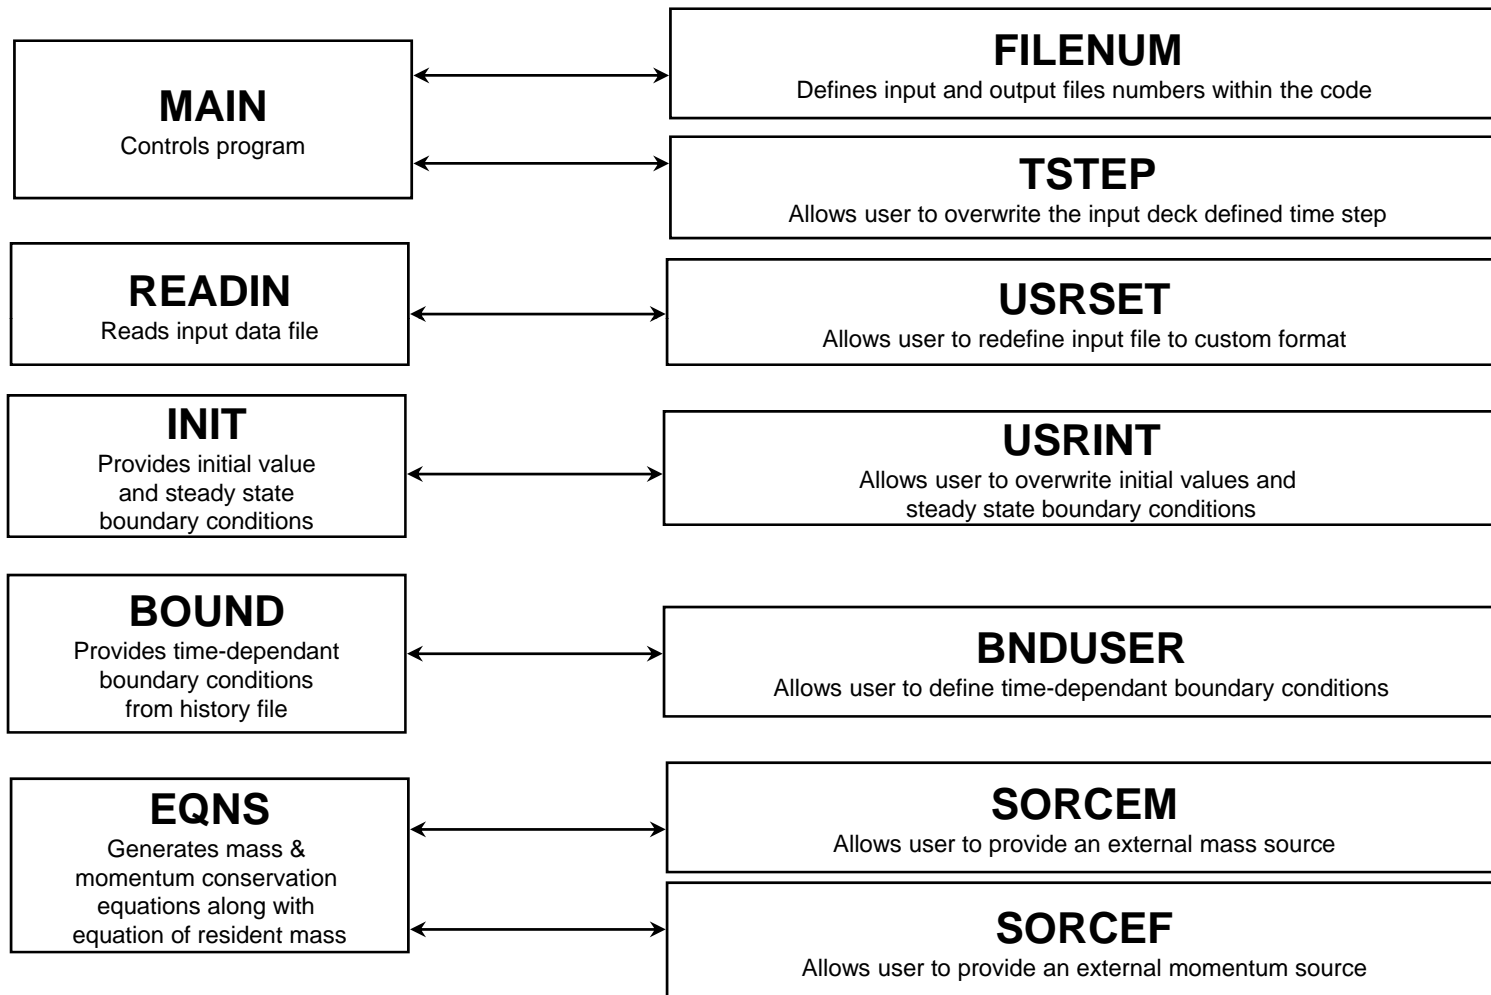 MAIN
Controls program
FILENUM
Defines input and output files numbers within the code
TSTEP
Allows user to overwrite the input deck defined time step
READIN
Reads input data file
USRSET
Allows user to redefine input file to custom format
INIT
Provides initial value
and steady state
boundary conditions
USRINT
Allows user to overwrite initial values and
steady state boundary conditions
BOUND
Provides time-dependant
boundary conditions
from history file
BNDUSER
Allows user to define time-dependant boundary conditions
EQNS
Generates mass &
momentum conservation
equations along with
equation of resident mass
SORCEM
Allows user to provide an external mass source
SORCEF
Allows user to provide an external momentum source